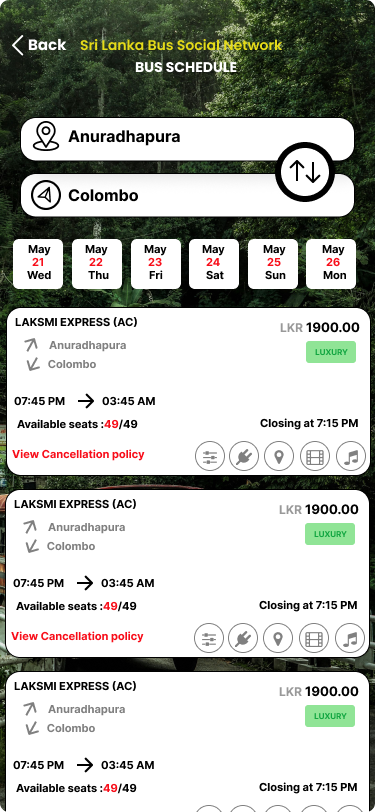 Back Sri Lanka Bus Social Network
BUS SCHEDULE
Anuradhapura
Colombo
May May May May May May
21 22 23 24 25 26
Wed Thu Fri Sat Sun Mon
LAKSMI EXPRESS (AC)
LKR 1900.00
Anuradhapura
LUXURY
Colombo
07:45 PM 03:45 AM
Available seats :49/49 Closing at 7:15 PM
View Cancellation policy
LAKSMI EXPRESS (AC)
LKR 1900.00
Anuradhapura
LUXURY
Colombo
07:45 PM 03:45 AM
Available seats :49/49 Closing at 7:15 PM
View Cancellation policy
LAKSMI EXPRESS (AC)
LKR 1900.00
Anuradhapura
LUXURY
Colombo
07:45 PM 03:45 AM
Available seats :49/49 Closing at 7:15 PM